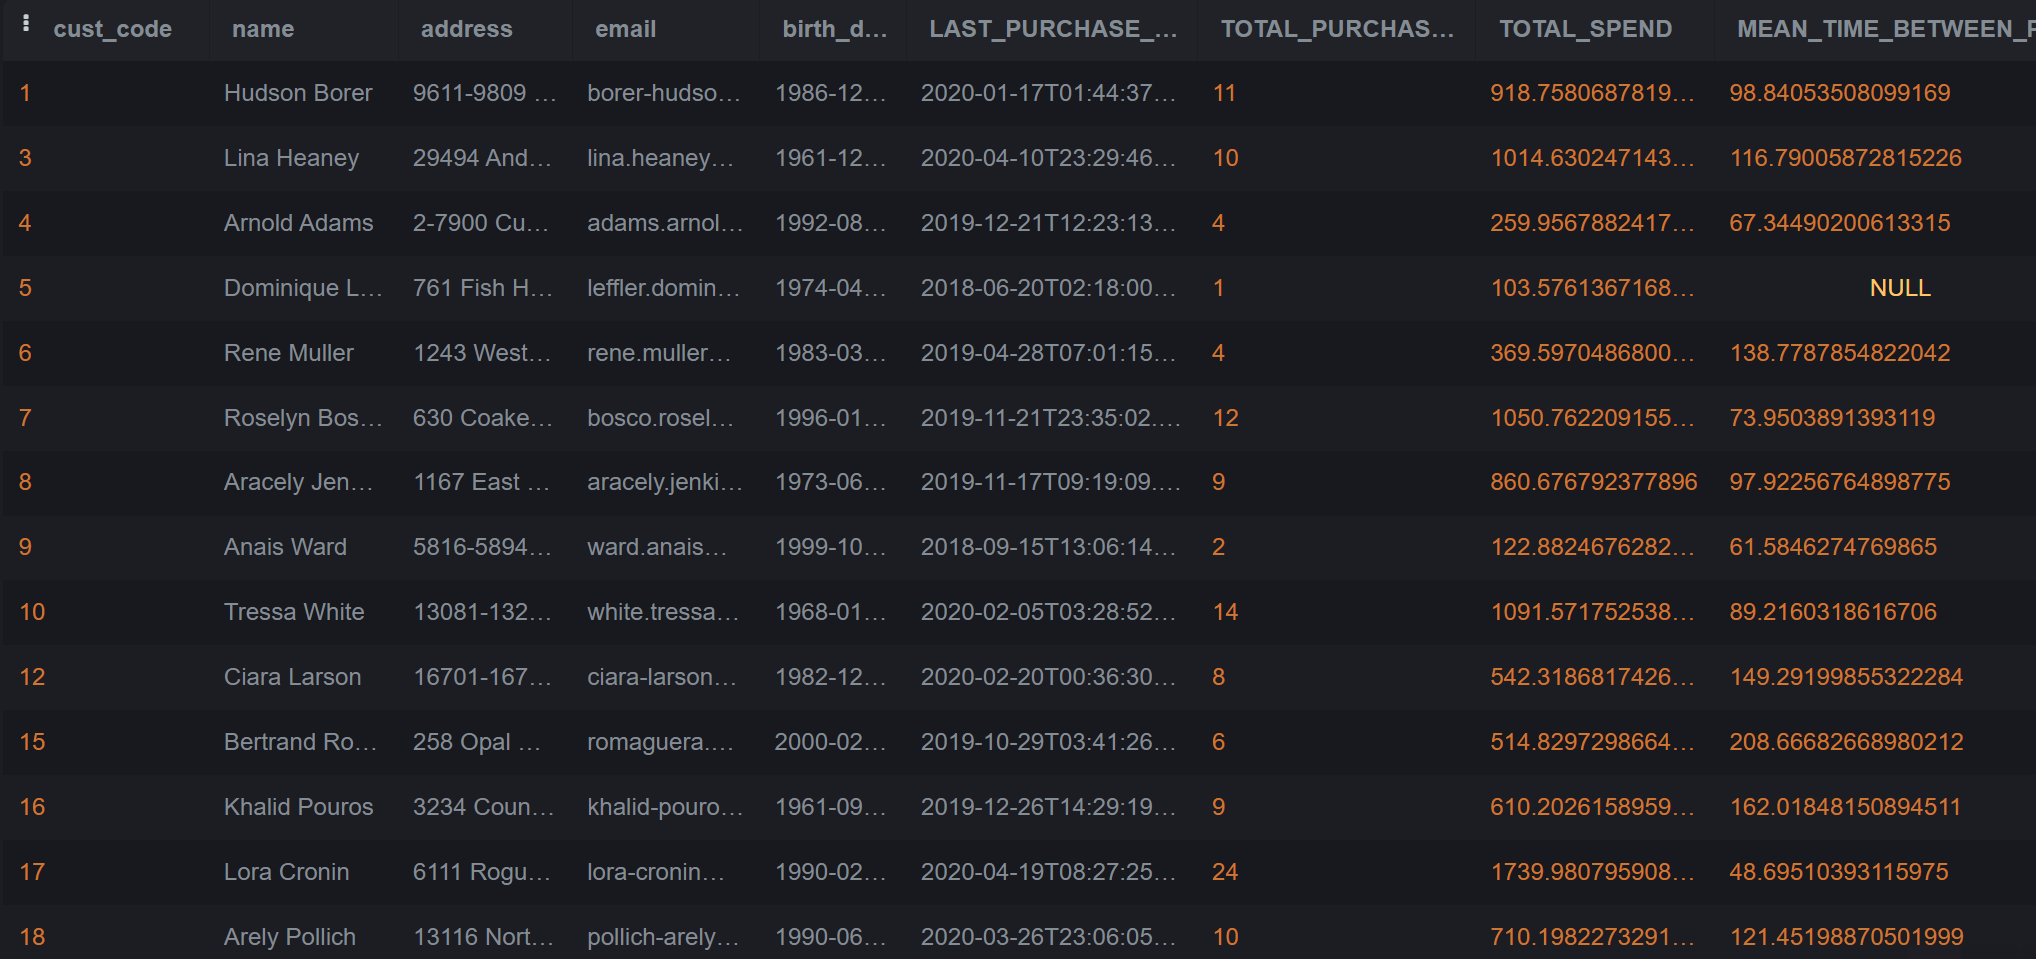 cust_code name address email birth_d... LAST_PURCHASE_... TOTAL_PURCHAS... TOTAL_SPEND MEAN_TIME_BETWEEN_P
1 Hudson Borer 9611-9809 ... borer-hudso... 1986-12... 2020-01-17T01:44:37... 11 918.7580687819... 98.84053508099169
3 Lina Heaney 29494 And... lina.heaney... 1961-12... 2020-04-10T23:29:46... 10 1014.630247143... 116.79005872815226
4 Arnold Adams 2-7900 Cu... adams.arnol... 1992-08... 2019-12-21T12:23:13... 4 259.9567882417... 67.34490200613315
5 Dominique L... 761 Fish H... leffler.domin... 1974-04... 2018-06-20T02:18:00... 1 103.5761367168... NULL
6 Rene Muller 1243 West... rene.muller... 1983-03... 2019-04-28T07:01:15... 4 369.5970486800... 138.7787854822042
7 Roselyn Bos... 630 Coake... bosco.rosel... 1996-01... 2019-11-21T23:35:02.... 12 1050.762209155... 73.9503891393119
8 Aracely Jen... 1167 East ... aracely.jenki... 1973-06... 2019-11-17T09:19:09.... 9 860.676792377896 97.92256764898775
9 Anais Ward 5816-5894... ward.anais... 1999-10... 2018-09-15T13:06:14... 2 122.8824676282... 61.5846274769865
10 Tressa White 13081-132... white.tressa... 1968-01... 2020-02-05T03:28:52... 14 1091.571752538... 89.2160318616706
12 Ciara Larson 16701-167... ciara-larson... 1982-12... 2020-02-20T00:36:30... 8 542.3186817426... 149.29199855322284
15 Bertrand Ro... 258 Opal ... romaguera.... 2000-02... 2019-10-29T03:41:26... 6 514.8297298664... 208.66682668980212
16 Khalid Pouros 3234 Coun... khalid-pouro... 1961-09... 2019-12-26T14:29:19... 9 610.2026158959... 162.01848150894511
17 Lora Cronin 6111 Rogu... lora-cronin... 1990-02... 2020-04-19T08:27:25... 24 1739.980795908... 48.69510393115975
18 Arely Pollich 13116 Nort... pollich-arely... 1990-06... 2020-03-26T23:06:05... 10 710.1982273291... 121.45198870501999